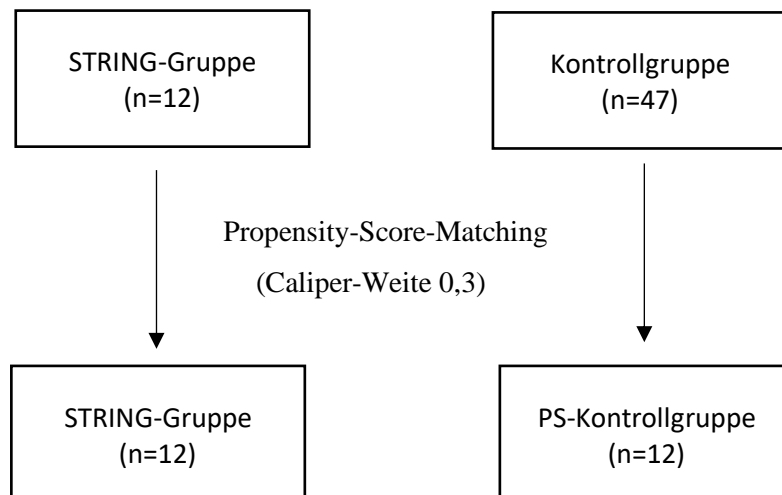 STRING-Gruppe
(n=12)
Kontrollgruppe
(n=47)
Propensity-Score-Matching
(Caliper-Weite 0,3)
STRING-Gruppe
(n=12)
PS-Kontrollgruppe
(n=12)